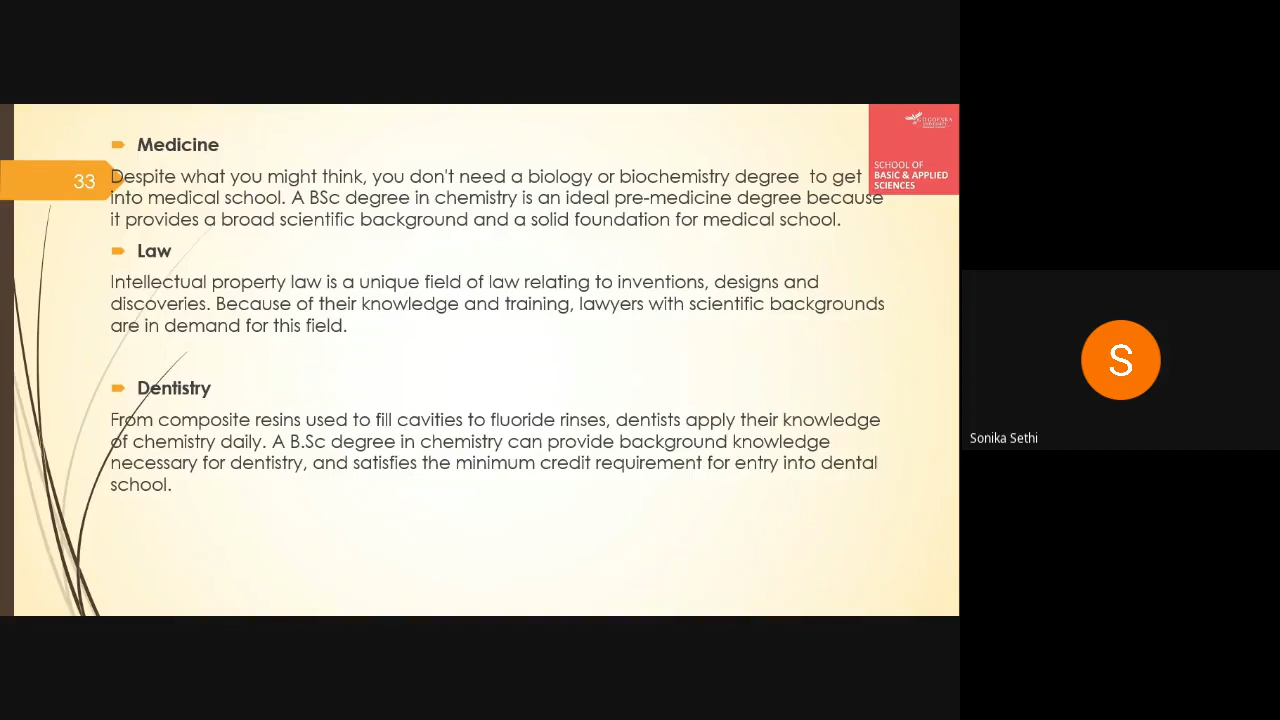 Medicine
33
Despite what you might think, you don't need a biology or biochemistry degree to get
into medical school. A BSc degree in chemistry is an ideal pre-medicine degree because
it provides a broad scientific background and a solid foundation for medical school.
Law
Intellectual property law is a unique field of law relating to inventions, designs and
discoveries. Because of their knowledge and training, lawyers with scientific backgrounds
are in demand for this field.
Dentistry
From composite resins used to fill cavities to fluoride rinses, dentists apply their knowledge
of chemistry daily. A B.Sc degree in chemistry can provide background knowledge
necessary for dentistry, and satisfies the minimum credit requirement for entry into dental
school.
GD GOENKA
UNIVERSITY
SCHOOL OF
BASIC & APPLIED
SCIENCES
S
Sonika Sethi